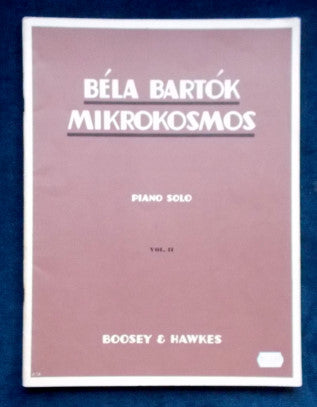 BÉLA BARTÓK
MIKROKOSMOS
PIANO SOLO
VOL. II
BOOSEY & HAWKES